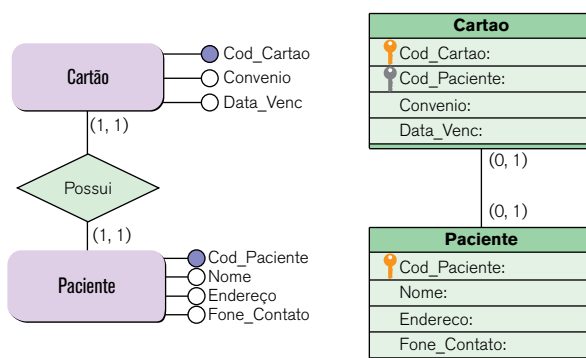 Cartão
Cod_Cartao
Convenio
Data_Venc
(1, 1)
Possui
(1, 1)
Paciente
Cod_Paciente
Nome
Endereço
Fone_Contato
Cartao
Cod_Cartao:
Cod_Paciente:
Convenio:
Data_Venc:
(0, 1)
(0, 1)
Paciente
Cod_Paciente:
Nome:
Endereco:
Fone_Contato: